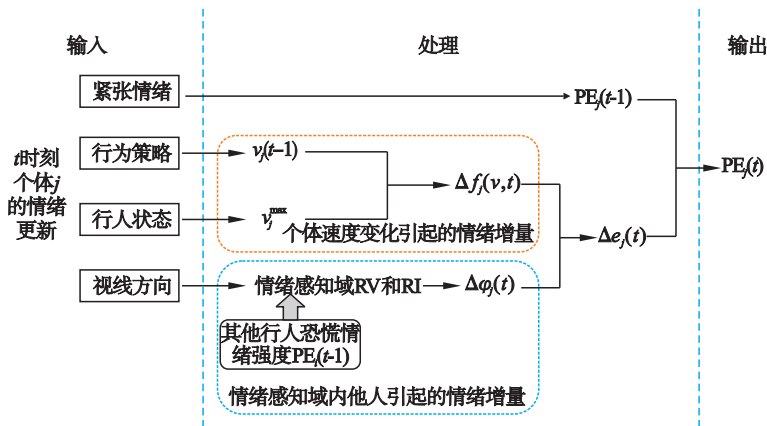 输入
处理
输出
紧张情绪
PEj(t-1)
行为策略
vj(t−1)
Δfj(v,t)
PEj(t)
t时刻
个体j
的情绪
更新
行人状态
vj^max
个体速度变化引起的情绪增量
Δej(t)
视线方向
情绪感知域RV和RI
Δφj(t)
其他行人恐慌情
绪强度PEi(t-1)
情绪感知域内他人引起的情绪增量